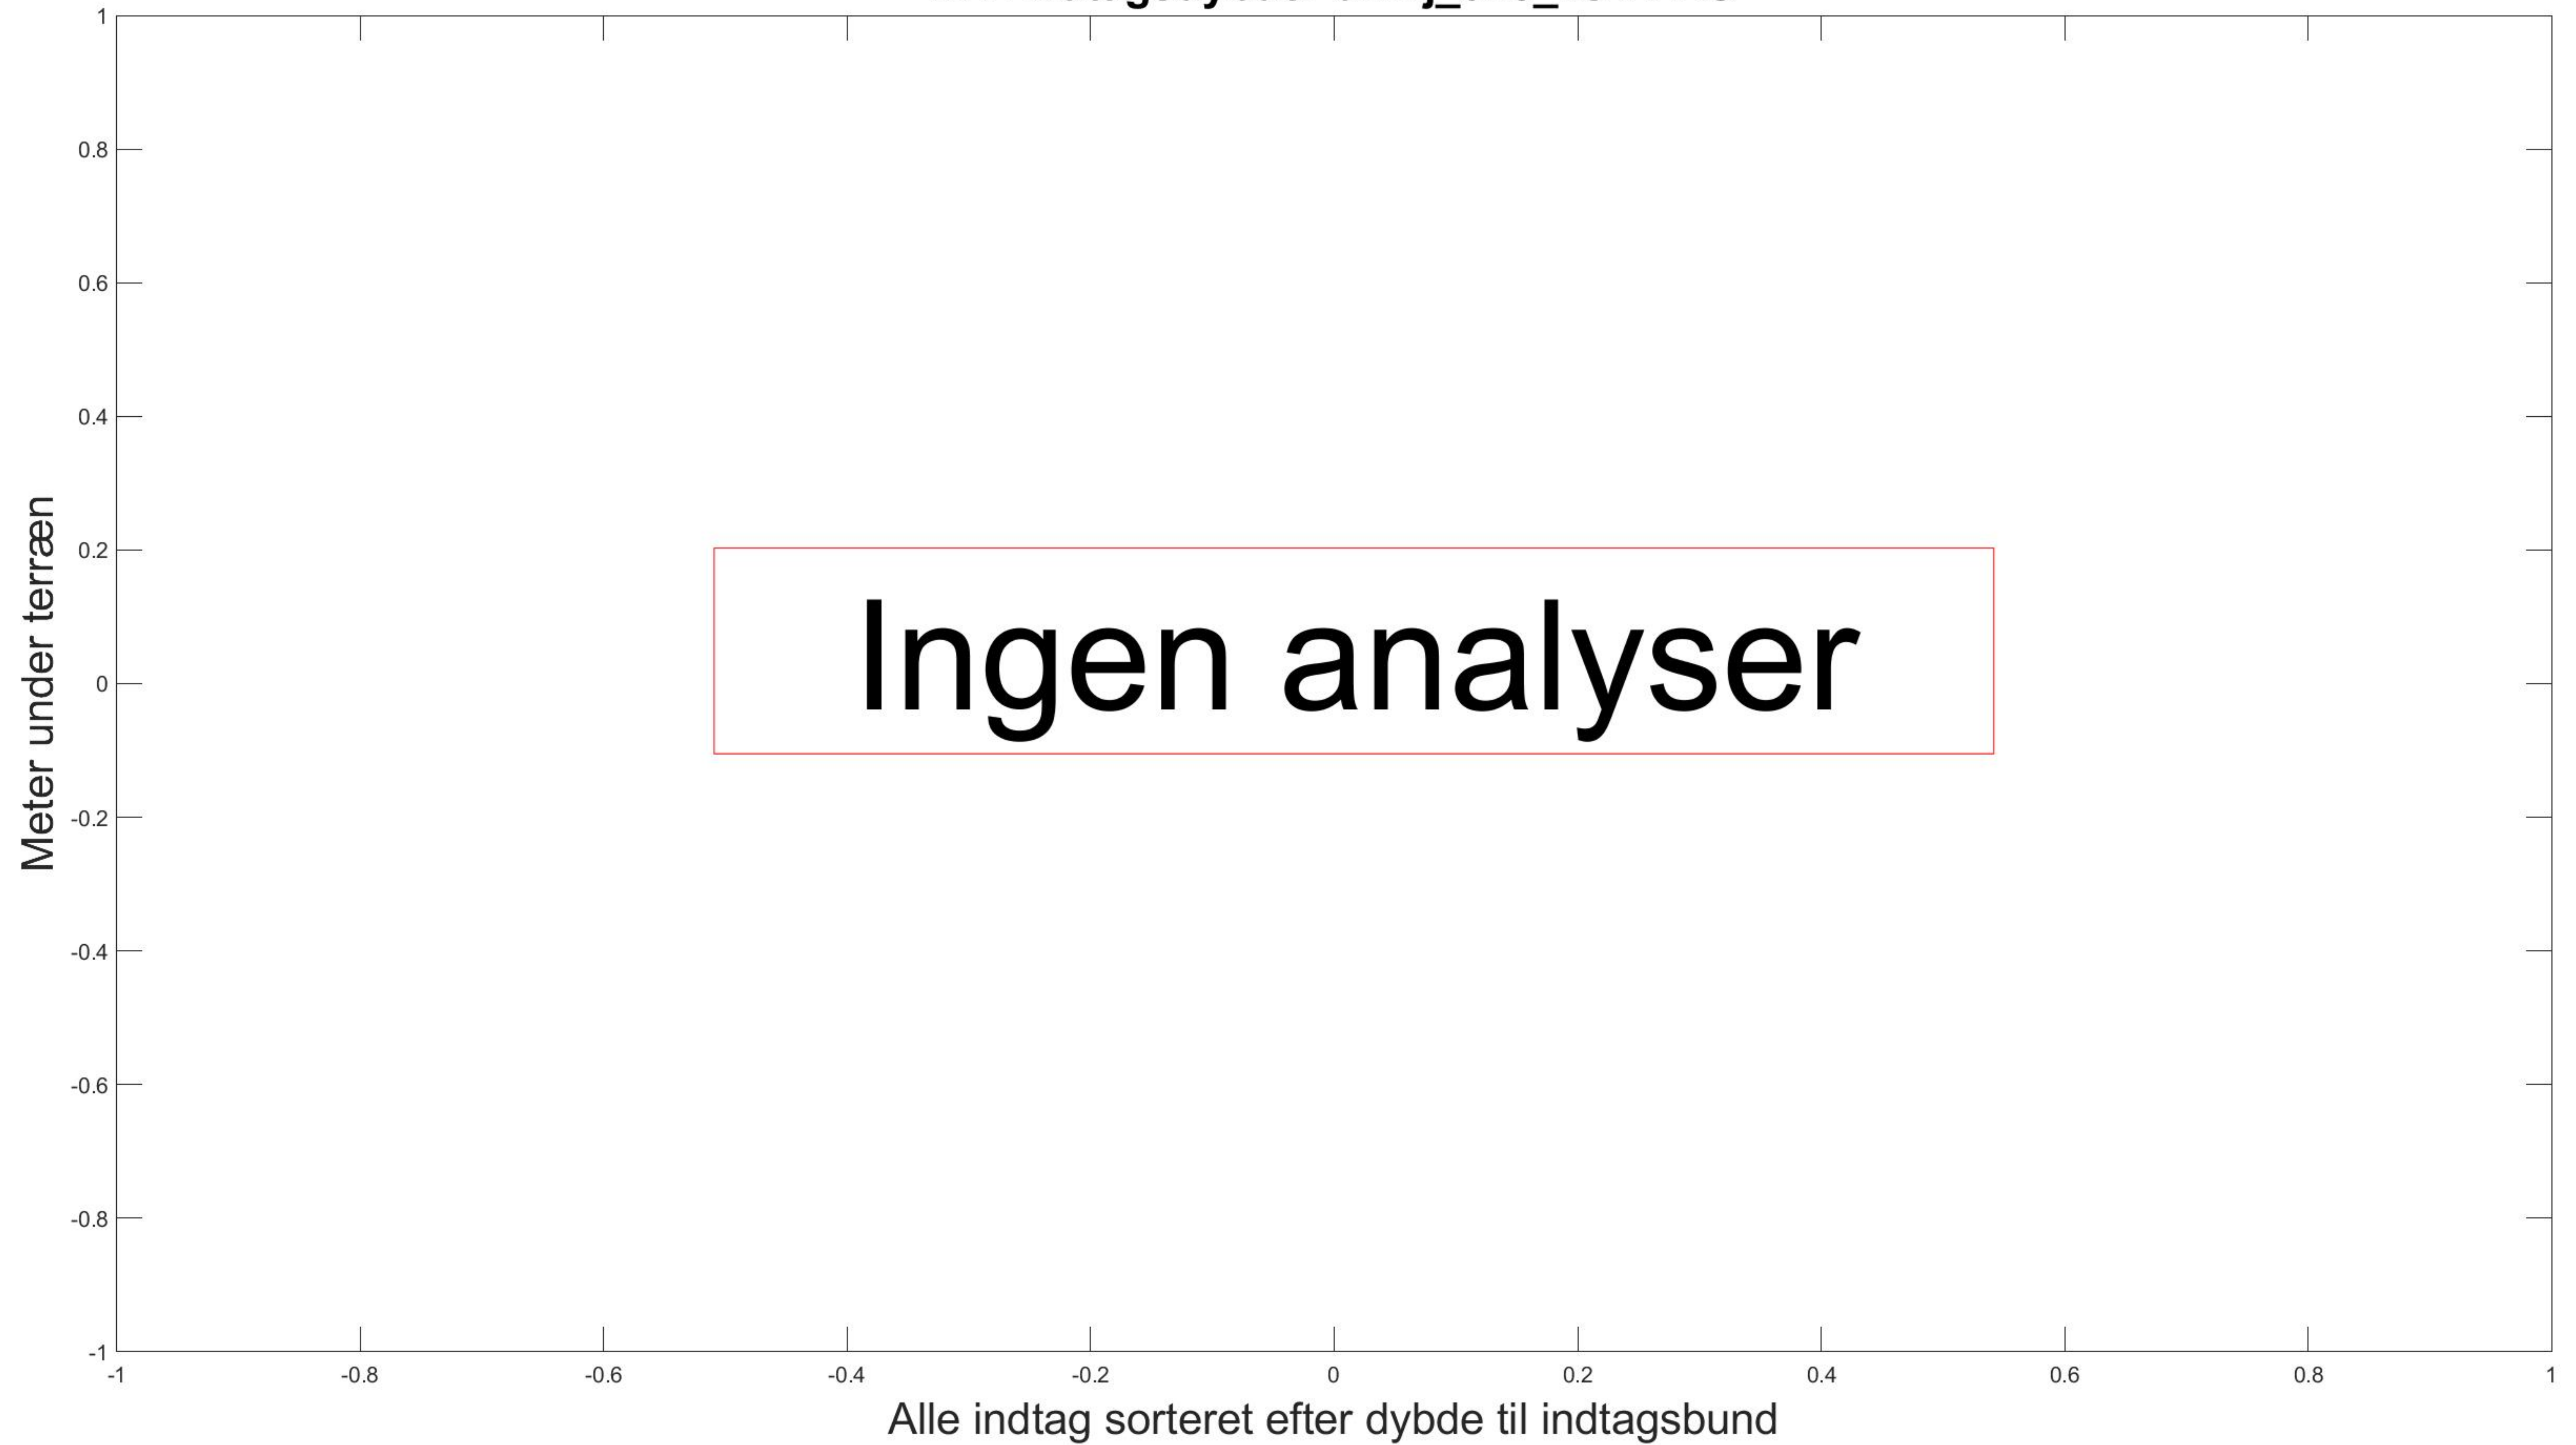 1
0.8
0.6
0.4
0.2
0
-0.2
-0.4
-0.6
-0.8
-1
Meter under terræn
Ingen analyser
-1 -0.8 -0.6 -0.4 -0.2 0 0.2 0.4 0.6 0.8 1
Alle indtag sorteret efter dybde til indtagsbund